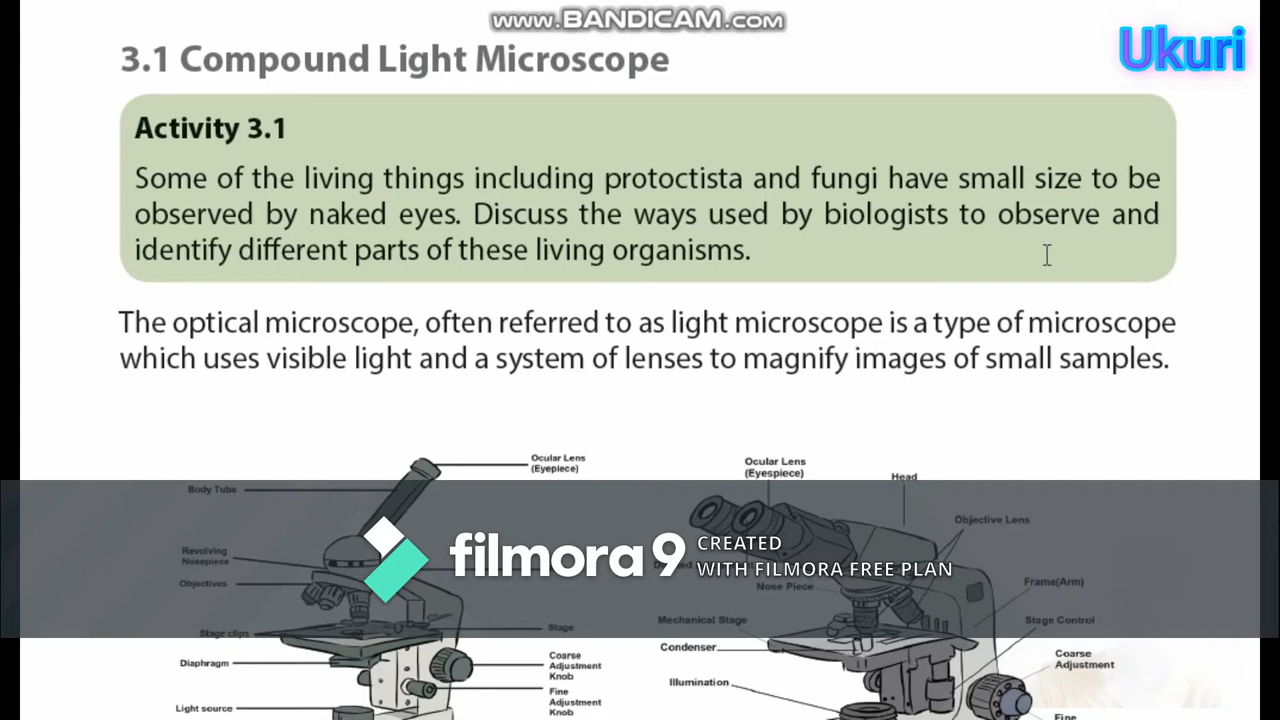 www.BANDICAM.com
3.1 Compound Light Microscope
Ukuri
Activity 3.1
Some of the living things including protoctista and fungi have small size to be
observed by naked eyes. Discuss the ways used by biologists to observe and
identify different parts of these living organisms.
The optical microscope, often referred to as light microscope is a type of microscope
which uses visible light and a system of lenses to magnify images of small samples.
Ocular Lens
(Eyepiece)
Body Tube
Revolving
Nosepiece
Objectives
Stage clips
Diaphragm
Light source
Stage
Coarse
Adjustment
Knob
Fine
Adjustment
Knob
Ocular Lens
(Eyespiece)
Head
Objective Lens
Nose Piece
Frame(Arm)
Mechanical Stage
Stage Control
Condenser
Coarse
Adjustment
Illumination
Fine
filmora 9
CREATED
WITH FILMORA FREE PLAN